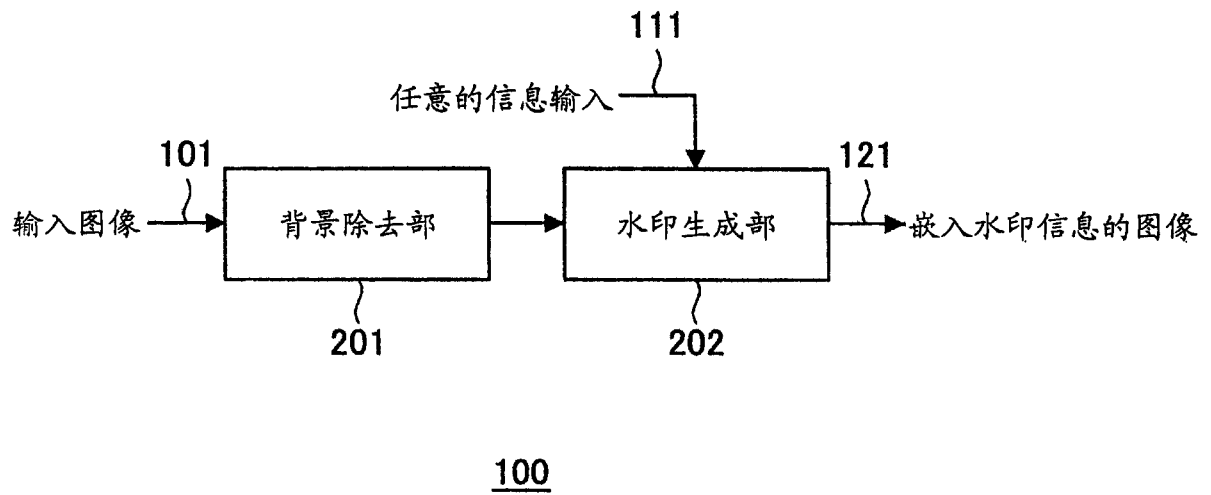 111
任意的信息输入
101
121
输入图像
背景除去部
水印生成部
嵌入水印信息的图像
201
202
100